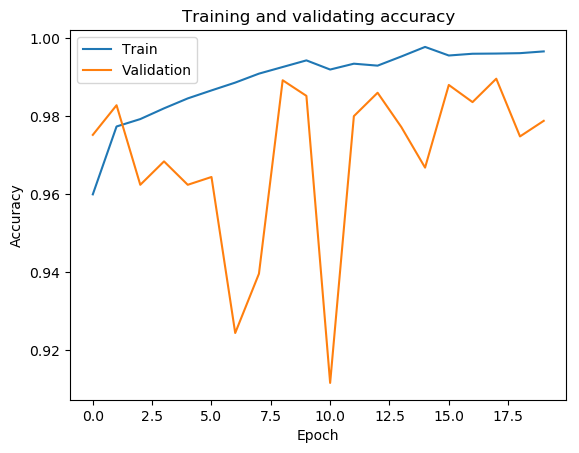 Training and validating accuracy
Train
Validation
1.00
0.98
0.96
0.94
0.92
Accuracy
0.0 2.5 5.0 7.5 10.0 12.5 15.0 17.5
Epoch